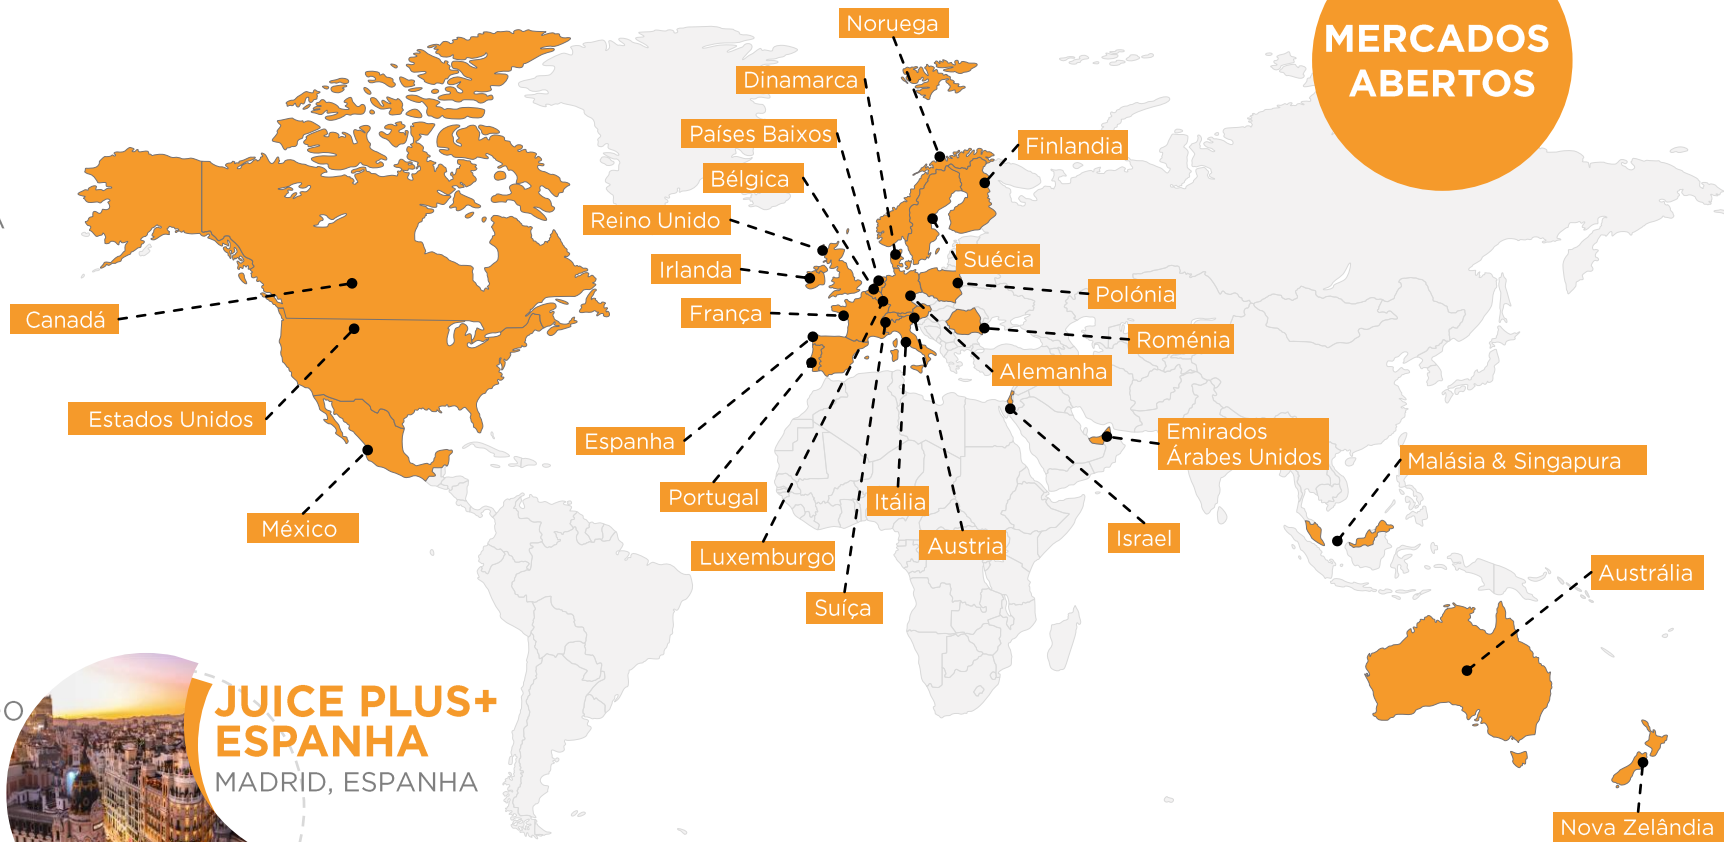 MERCADOS
ABERTOS
Noruega
Dinamarca
Países Baixos
Finlandia
Bélgica
Reino Unido
Suécia
Irlanda
Polónia
França
Canadá
Roménia
Alemanha
Estados Unidos
Espanha
Emirados
Árabes Unidos
Malásia & Singapura
Portugal
Itália
México
Luxemburgo
Austria
Israel
Suíça
Austrália
JUICE PLUS+
ESPANHA
MADRID, ESPANHA
Nova Zelândia